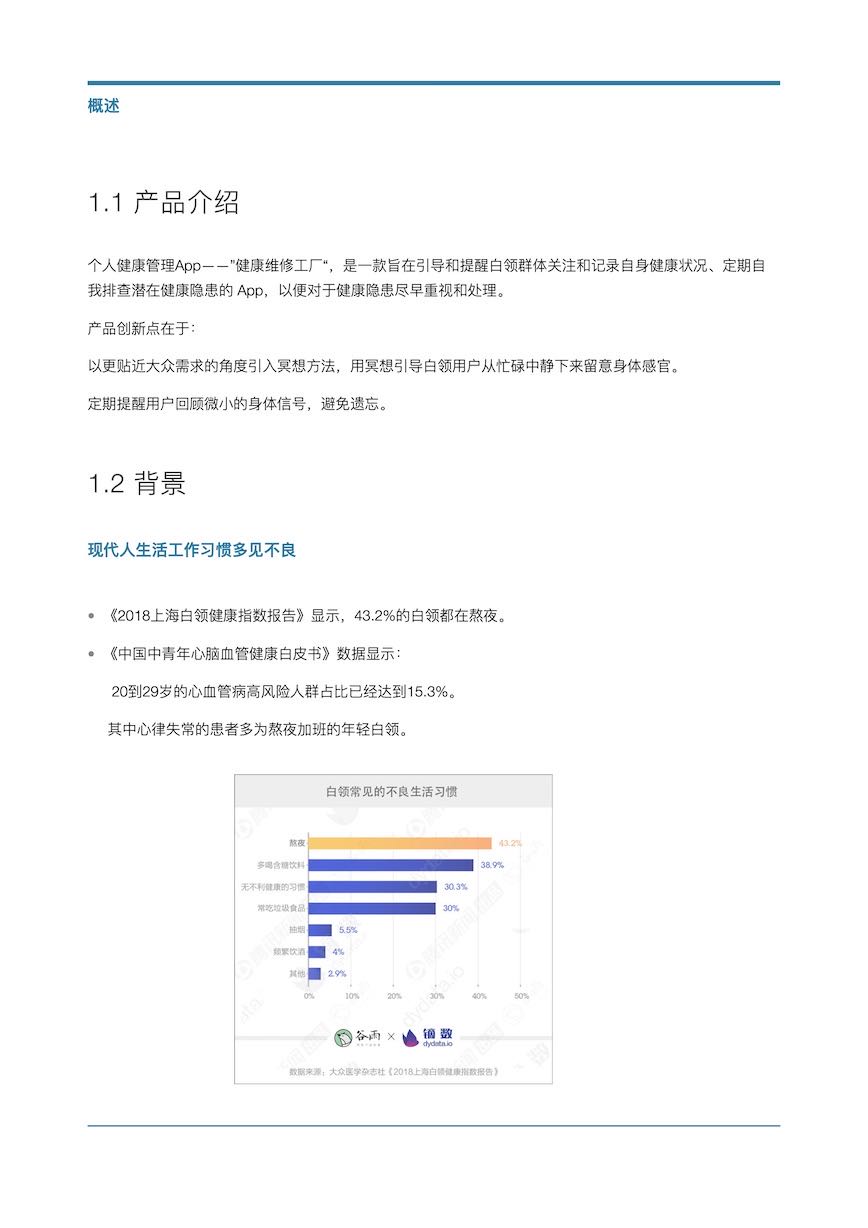 概述
1.1 产品介绍
个人健康管理App——”健康维修工厂“，是一款旨在引导和提醒白领群体关注和记录自身健康状况、定期自
我排查潜在健康隐患的 App，以便对于健康隐患尽早重视和处理。
产品创新点在于：
以更贴近大众需求的角度引入冥想方法，用冥想引导白领用户从忙碌中静下来留意身体感官。
定期提醒用户回顾微小的身体信号，避免遗忘。
1.2 背景
现代人生活工作习惯多见不良
• 《2018上海白领健康指数报告》显示，43.2%的白领都在熬夜。
• 《中国中青年心脑血管健康白皮书》数据显示：
20到29岁的心血管病高风险人群占比已经达到15.3%。
其中心律失常的患者多为熬夜加班的年轻白领。
白领常见的不良生活习惯
熬夜 43.2%
多喝含糖饮料 38.9%
无不利健康的习惯 30.3%
常吃垃圾食品 30%
抽烟 5.5%
频繁饮酒 4%
其他 2.9%
0% 10% 20% 30% 40% 50%
谷雨 × 镝数
dydata.io
数据来源：大众医学杂志社《2018上海白领健康指数报告》